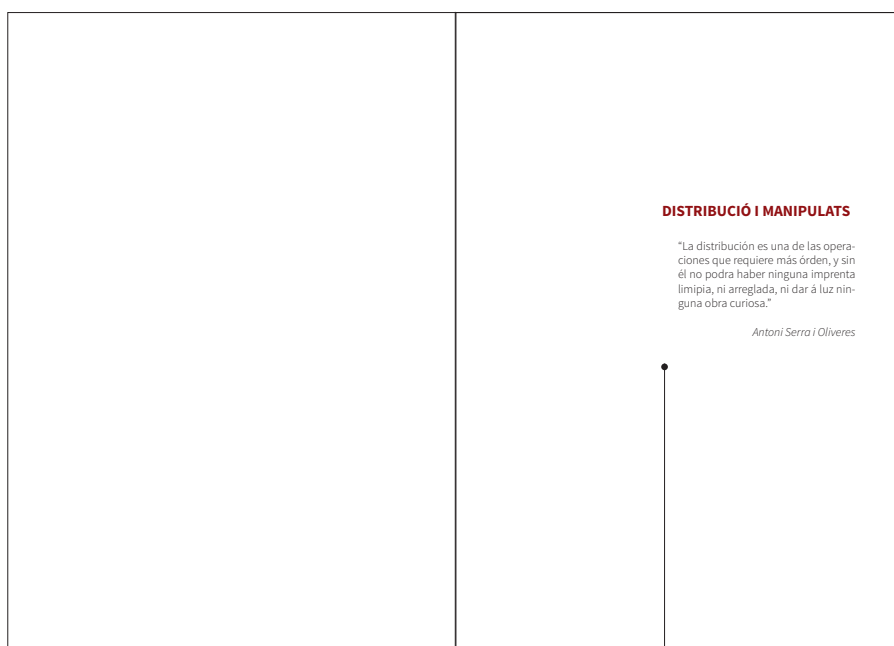 DISTRIBUCIÓ I MANIPULATS
“La distribución es una de las opera-
ciones que requiere más órden, y sin
él no podra haber ninguna imprenta
limipia, ni arreglada, ni dar á luz nin-
guna obra curiosa.”
Antoni Serra i Oliveres